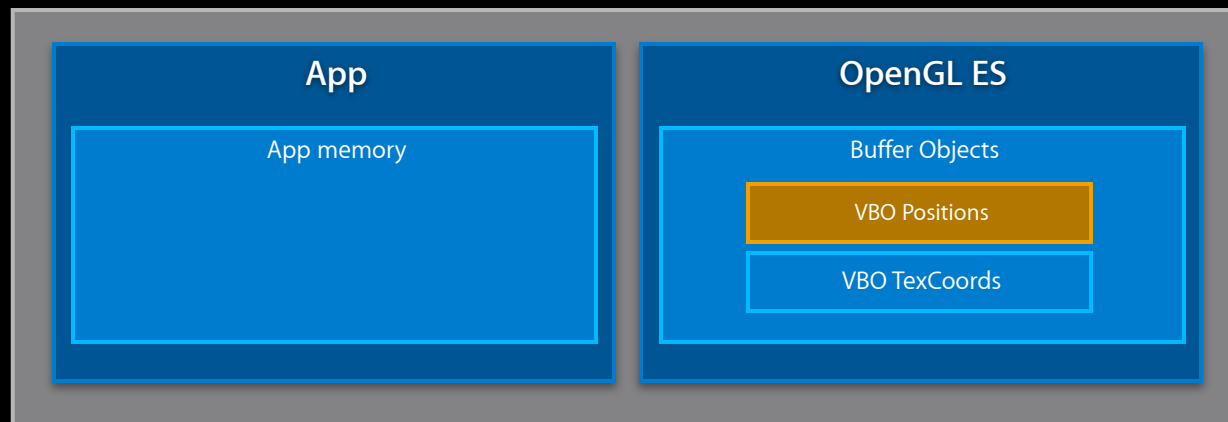 App
App memory
OpenGL ES
Buffer Objects
VBO Positions
VBO TexCoords